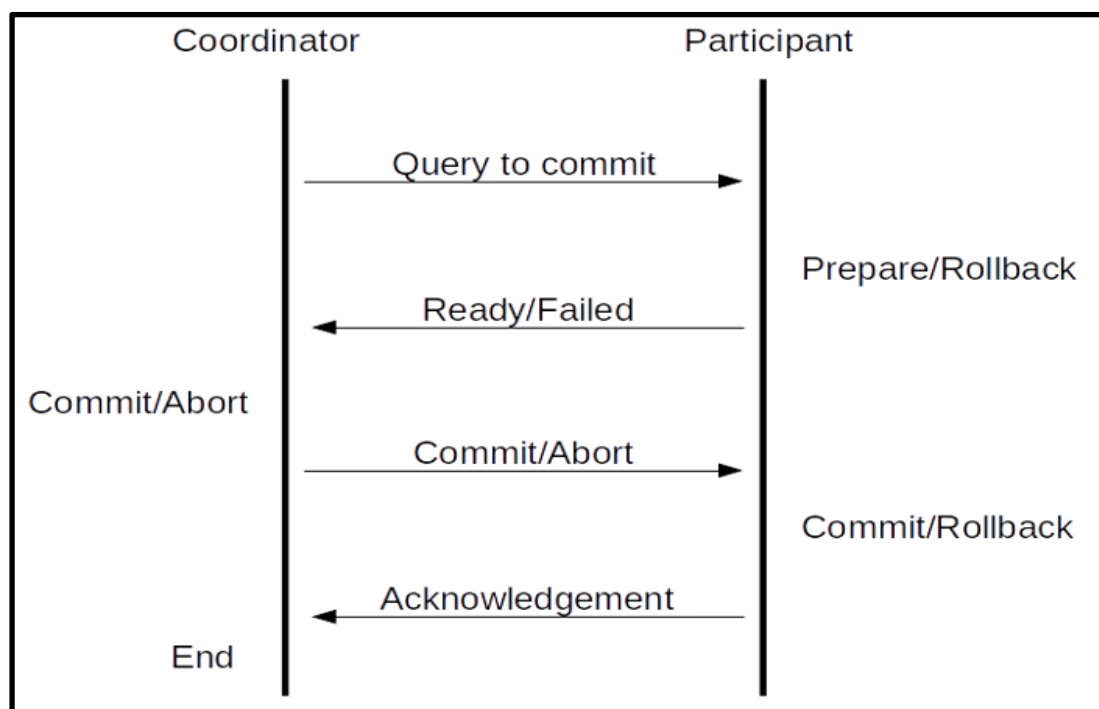 Coordinator
Participant
Query to commit
Prepare/Rollback
Ready/Failed
Commit/Abort
Commit/Abort
Commit/Rollback
Acknowledgement
End